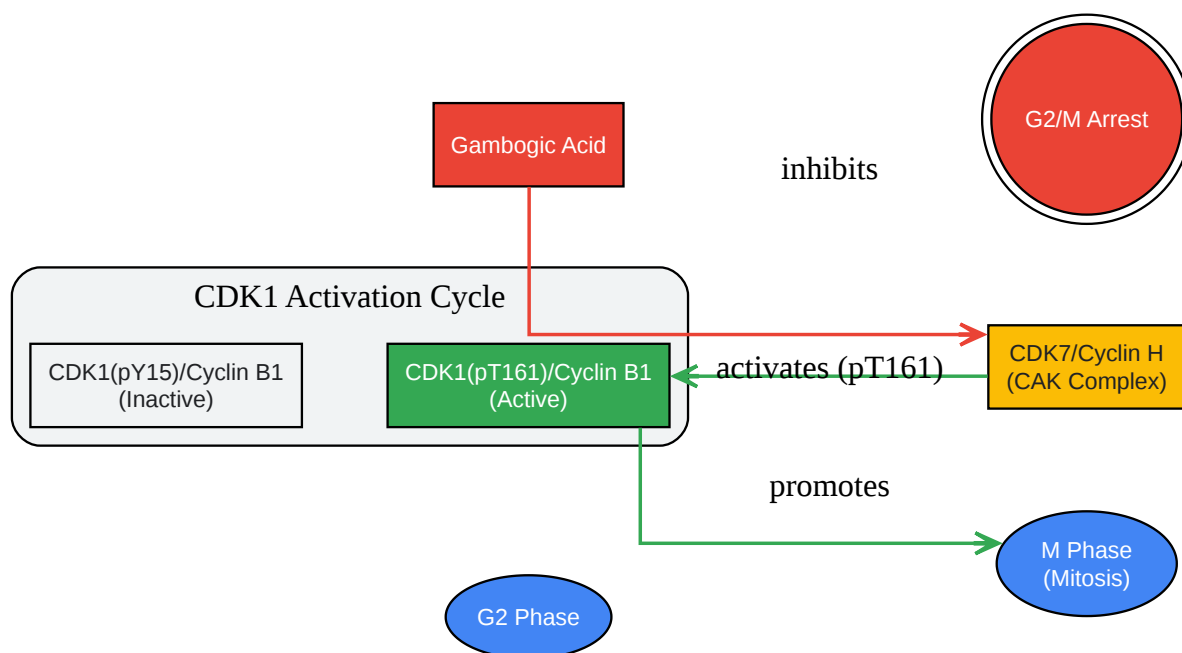 G2/M Arrest
Gambogic Acid
inhibits
CDK1 Activation Cycle
CDK1(pY15)/Cyclin B1
(Inactive)
CDK1(pT161)/Cyclin B1
(Active)
activates (pT161)
CDK7/Cyclin H
(CAK Complex)
promotes
M Phase
(Mitosis)
G2 Phase